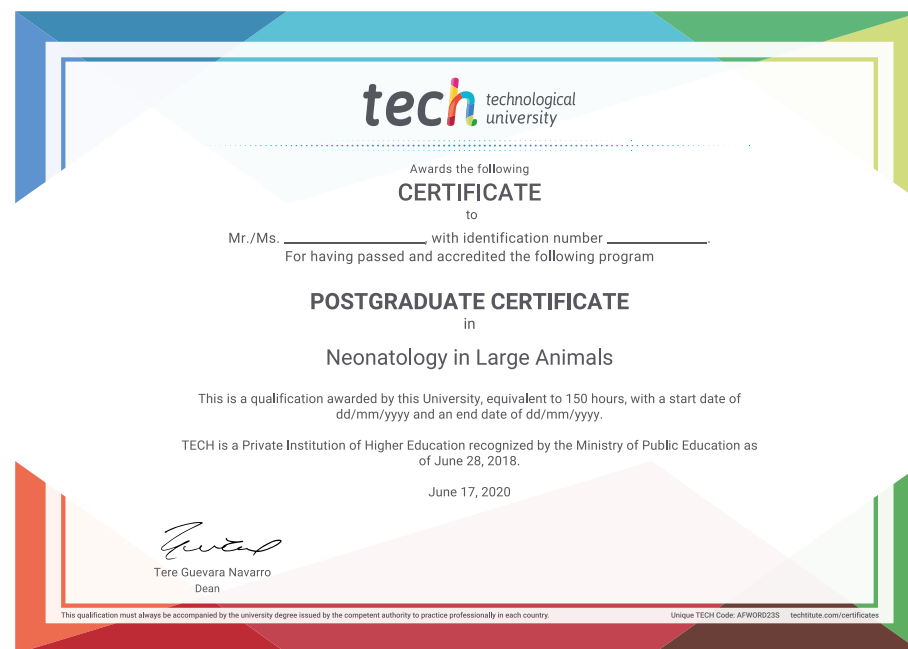 tech technological
university
Awards the following
CERTIFICATE
to
Mr./Ms. ____________________, with identification number ______________.
For having passed and accredited the following program
POSTGRADUATE CERTIFICATE
in
Neonatology in Large Animals
This is a qualification awarded by this University, equivalent to 150 hours, with a start date of
dd/mm/yyyy and an end date of dd/mm/yyyy.
TECH is a Private Institution of Higher Education recognized by the Ministry of Public Education as
of June 28, 2018.
June 17, 2020
Tere Guevara Navarro
Dean
This qualification must always be accompanied by the university degree issued by the competent authority to practice professionally in each country. Unique TECH Code: AFWORD23S techtitute.com/certificates